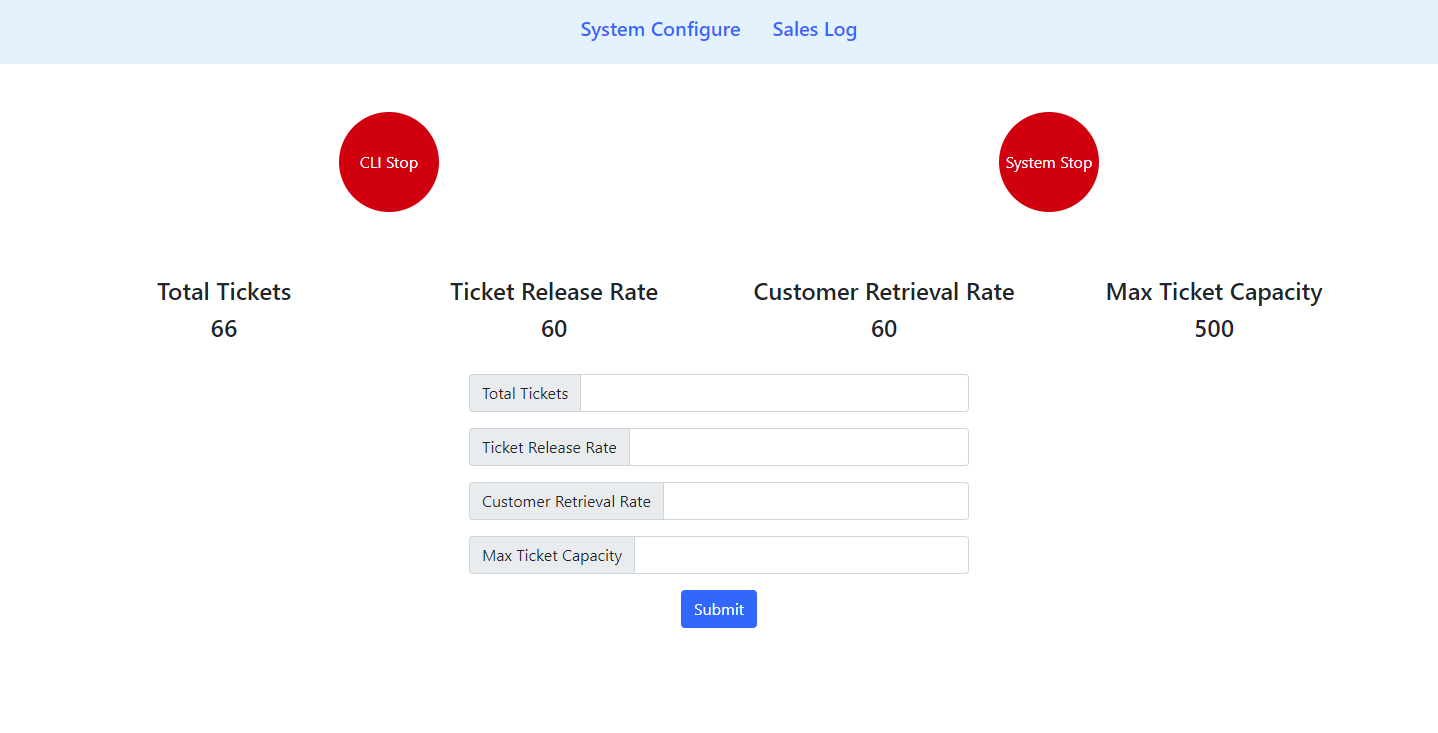 System Configure Sales Log
CLI Stop System Stop
Total Tickets Ticket Release Rate Customer Retrieval Rate Max Ticket Capacity
66 60 60 500
Total Tickets
Ticket Release Rate
Customer Retrieval Rate
Max Ticket Capacity
Submit